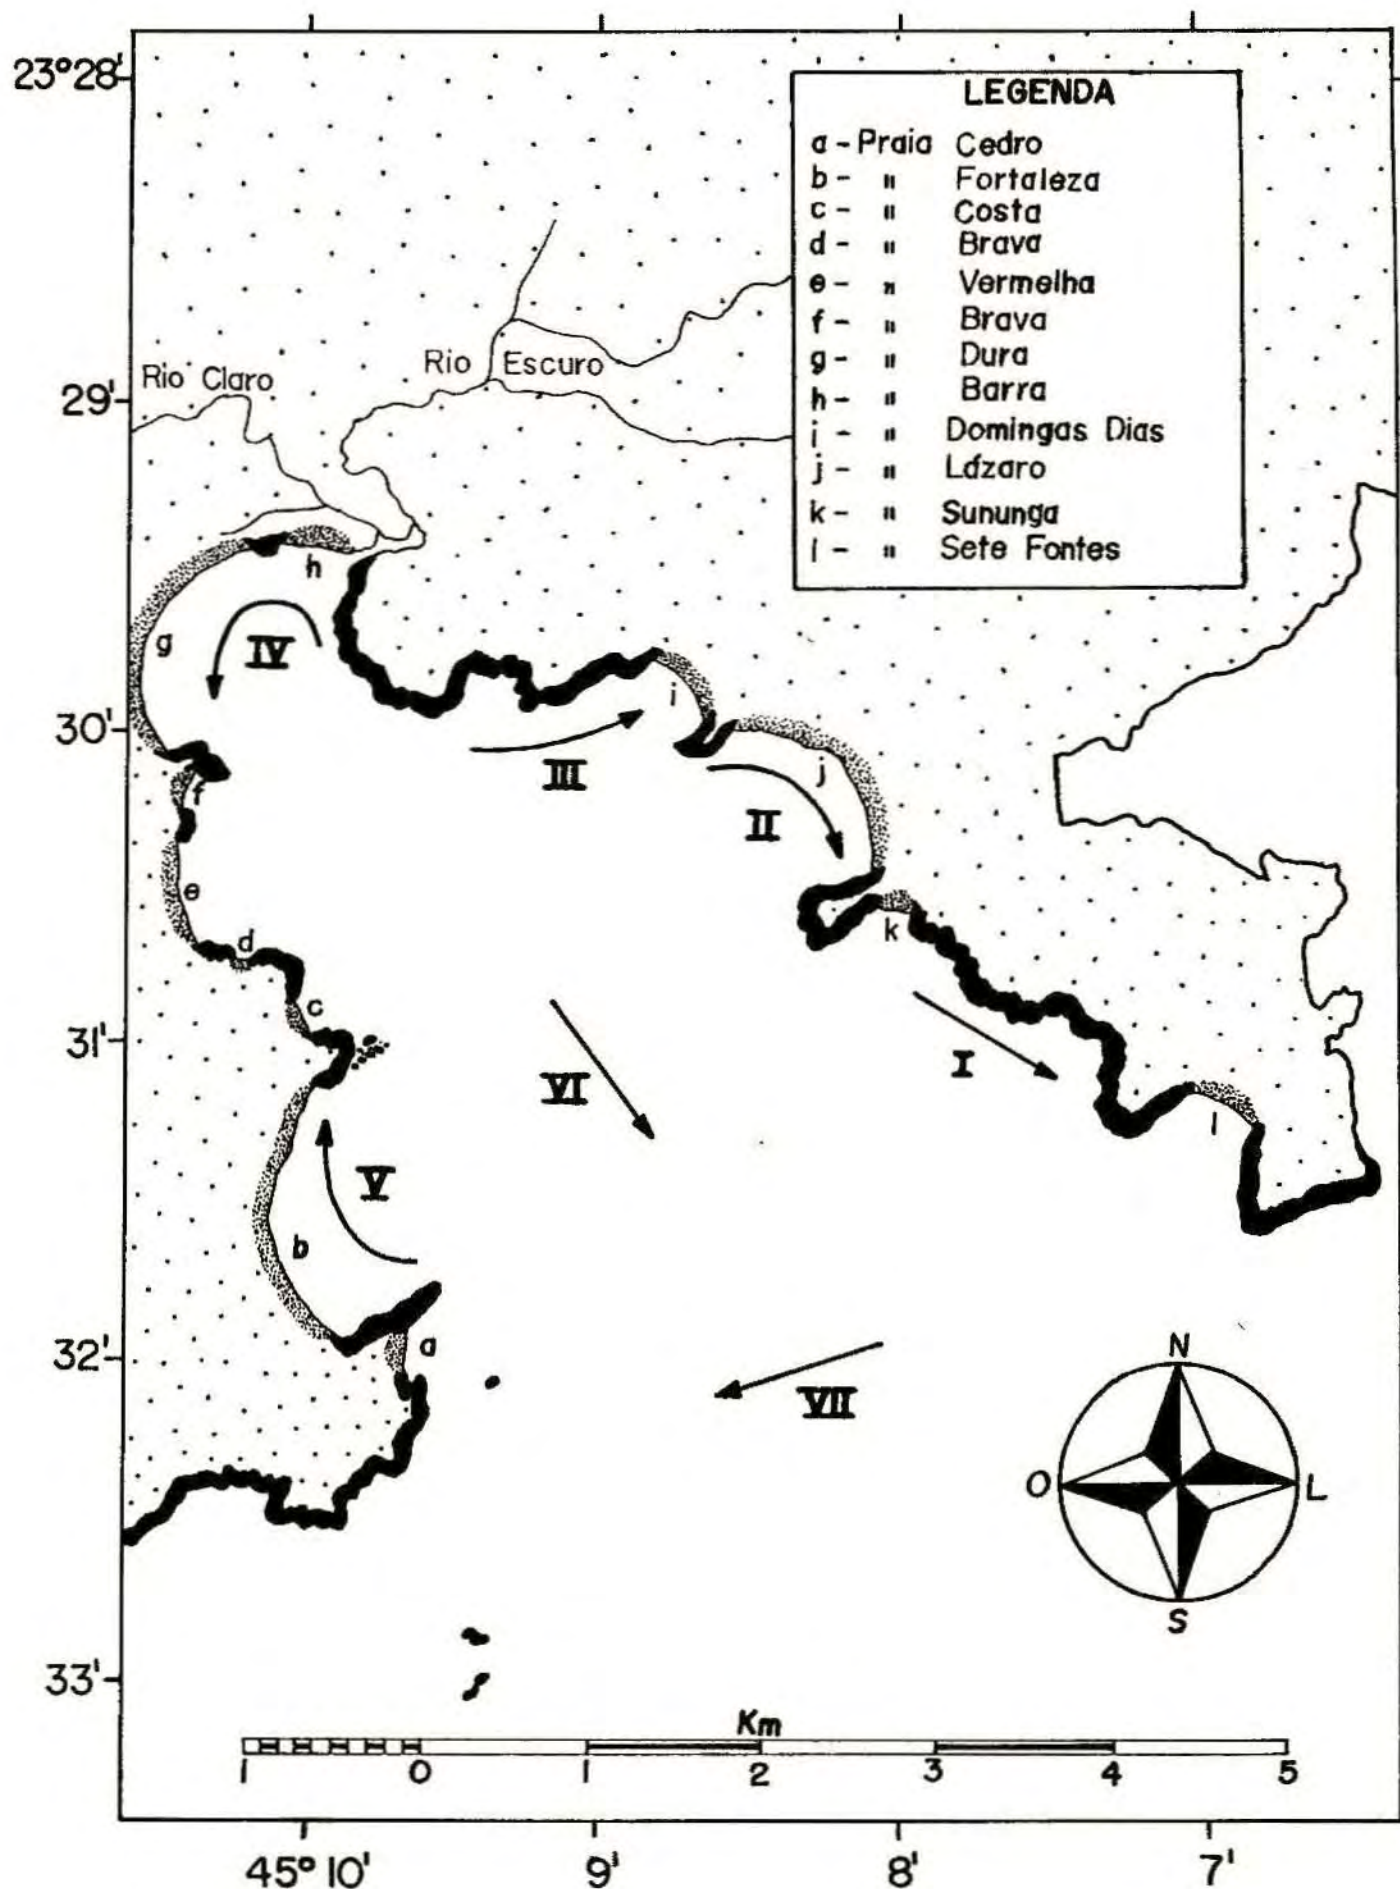 23°28'
LEGENDA
a - Praia Cedro
b - " Fortaleza
c - " Costa
d - " Brava
e - " Vermelha
f - " Brava
g - " Dura
h - " Barra
i - " Domingas Dias
j - " Lázaro
k - " Sununga
l - " Sete Fontes
Rio Claro
Rio Escuro
29'
h
g
IV
i
30'
III
j
II
f
e
k
d
c
31'
I
VI
l
V
b
32'
a
VII
N
O
L
S
33'
Km
1 0 1 2 3 4 5
45°10' 9' 8' 7'